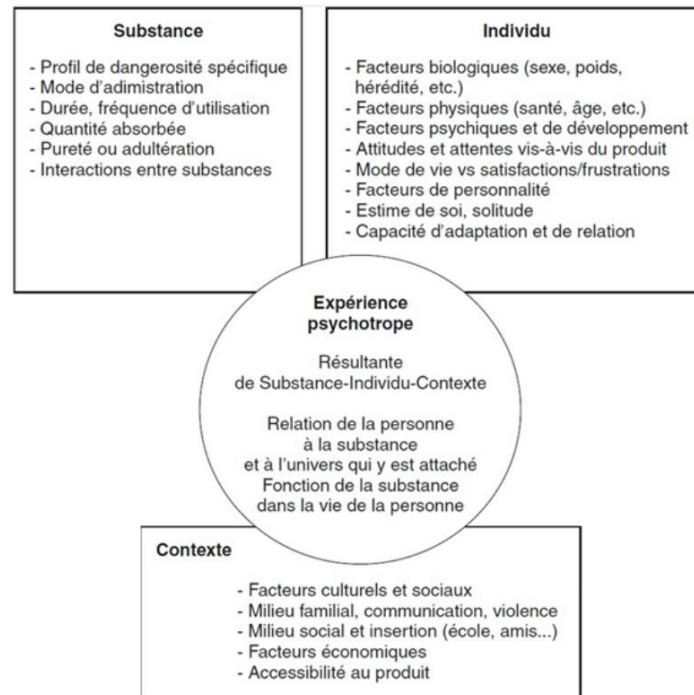 Substance
- Profil de dangerosité spécifique
- Mode d'adimistration
- Durée, fréquence d'utilisation
- Quantité absorbée
- Pureté ou adultération
- Interactions entre substances
Individu
- Facteurs biologiques (sexe, poids,
hérédité, etc.)
- Facteurs physiques (santé, âge, etc.)
- Facteurs psychiques et de développement
- Attitudes et attentes vis-à-vis du produit
- Mode de vie vs satisfactions/frustrations
- Facteurs de personnalité
- Estime de soi, solitude
- Capacité d'adaptation et de relation
Expérience
psychotrope
Résultante
de Substance-Individu-Contexte
Relation de la personne
à la substance
et à l'univers qui y est attaché
Fonction de la substance
dans la vie de la personne
Contexte
- Facteurs culturels et sociaux
- Milieu familial, communication, violence
- Milieu social et insertion (école, amis...)
- Facteurs économiques
- Accessibilité au produit